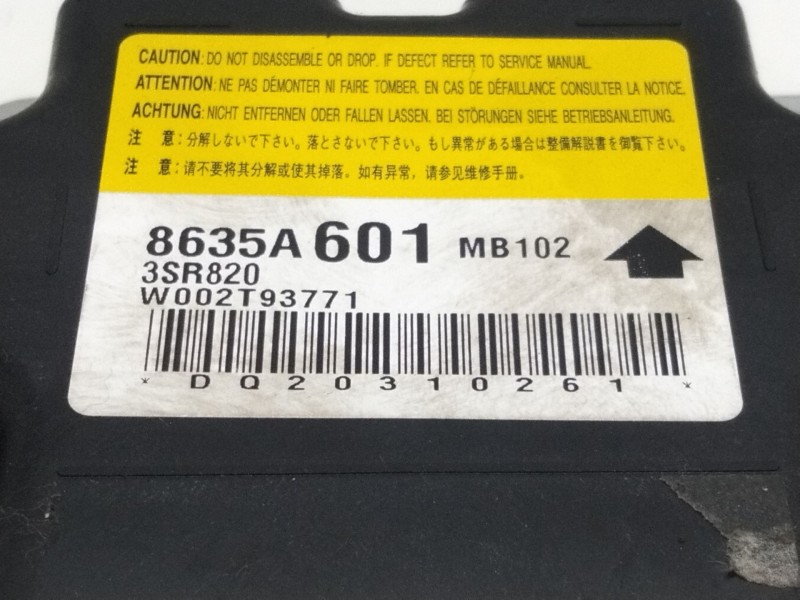 CAUTION: DO NOT DISASSEMBLE OR DROP. IF DEFECT REFER TO SERVICE MANUAL.
ATTENTION: NE PAS DÉMONTER NI FAIRE TOMBER. EN CAS DE DÉFAILLANCE CONSULTER LA NOTICE.
ACHTUNG: NICHT ENTFERNEN ODER FALLEN LASSEN. BEI STÖRUNGEN SIEHE BETRIEBSANLEITUNG.
注 意:分解しないで下さい。落とさないで下さい。もし異常がある場合は整備解説書を御覧下さい。
注 意:请不要将其分解或使其掉落。如有异常,请参见维修手册.
8635A 601 MB102
3SR820
W002T93771
* DQ20310261 *